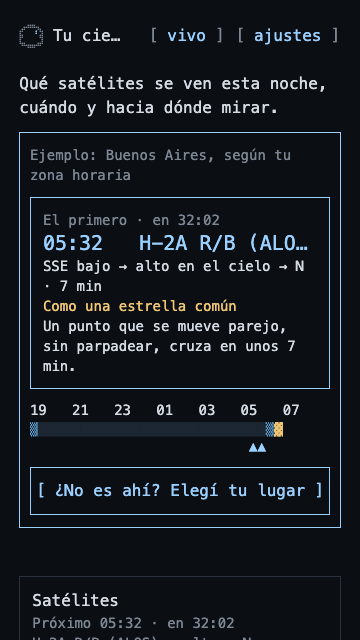 Tu cie… [ vivo ] [ ajustes ]
Qué satélites se ven esta noche,
cuándo y hacia dónde mirar.
Ejemplo: Buenos Aires, según tu
zona horaria
El primero · en 32:02
05:32 H-2A R/B (ALO…
SSE bajo → alto en el cielo → N
· 7 min
Como una estrella común
Un punto que se mueve parejo,
sin parpadear, cruza en unos 7
min.
19 21 23 01 03 05 07
[ ¿No es ahí? Elegí tu lugar ]
Satélites
Próximo 05:32 · en 32:02